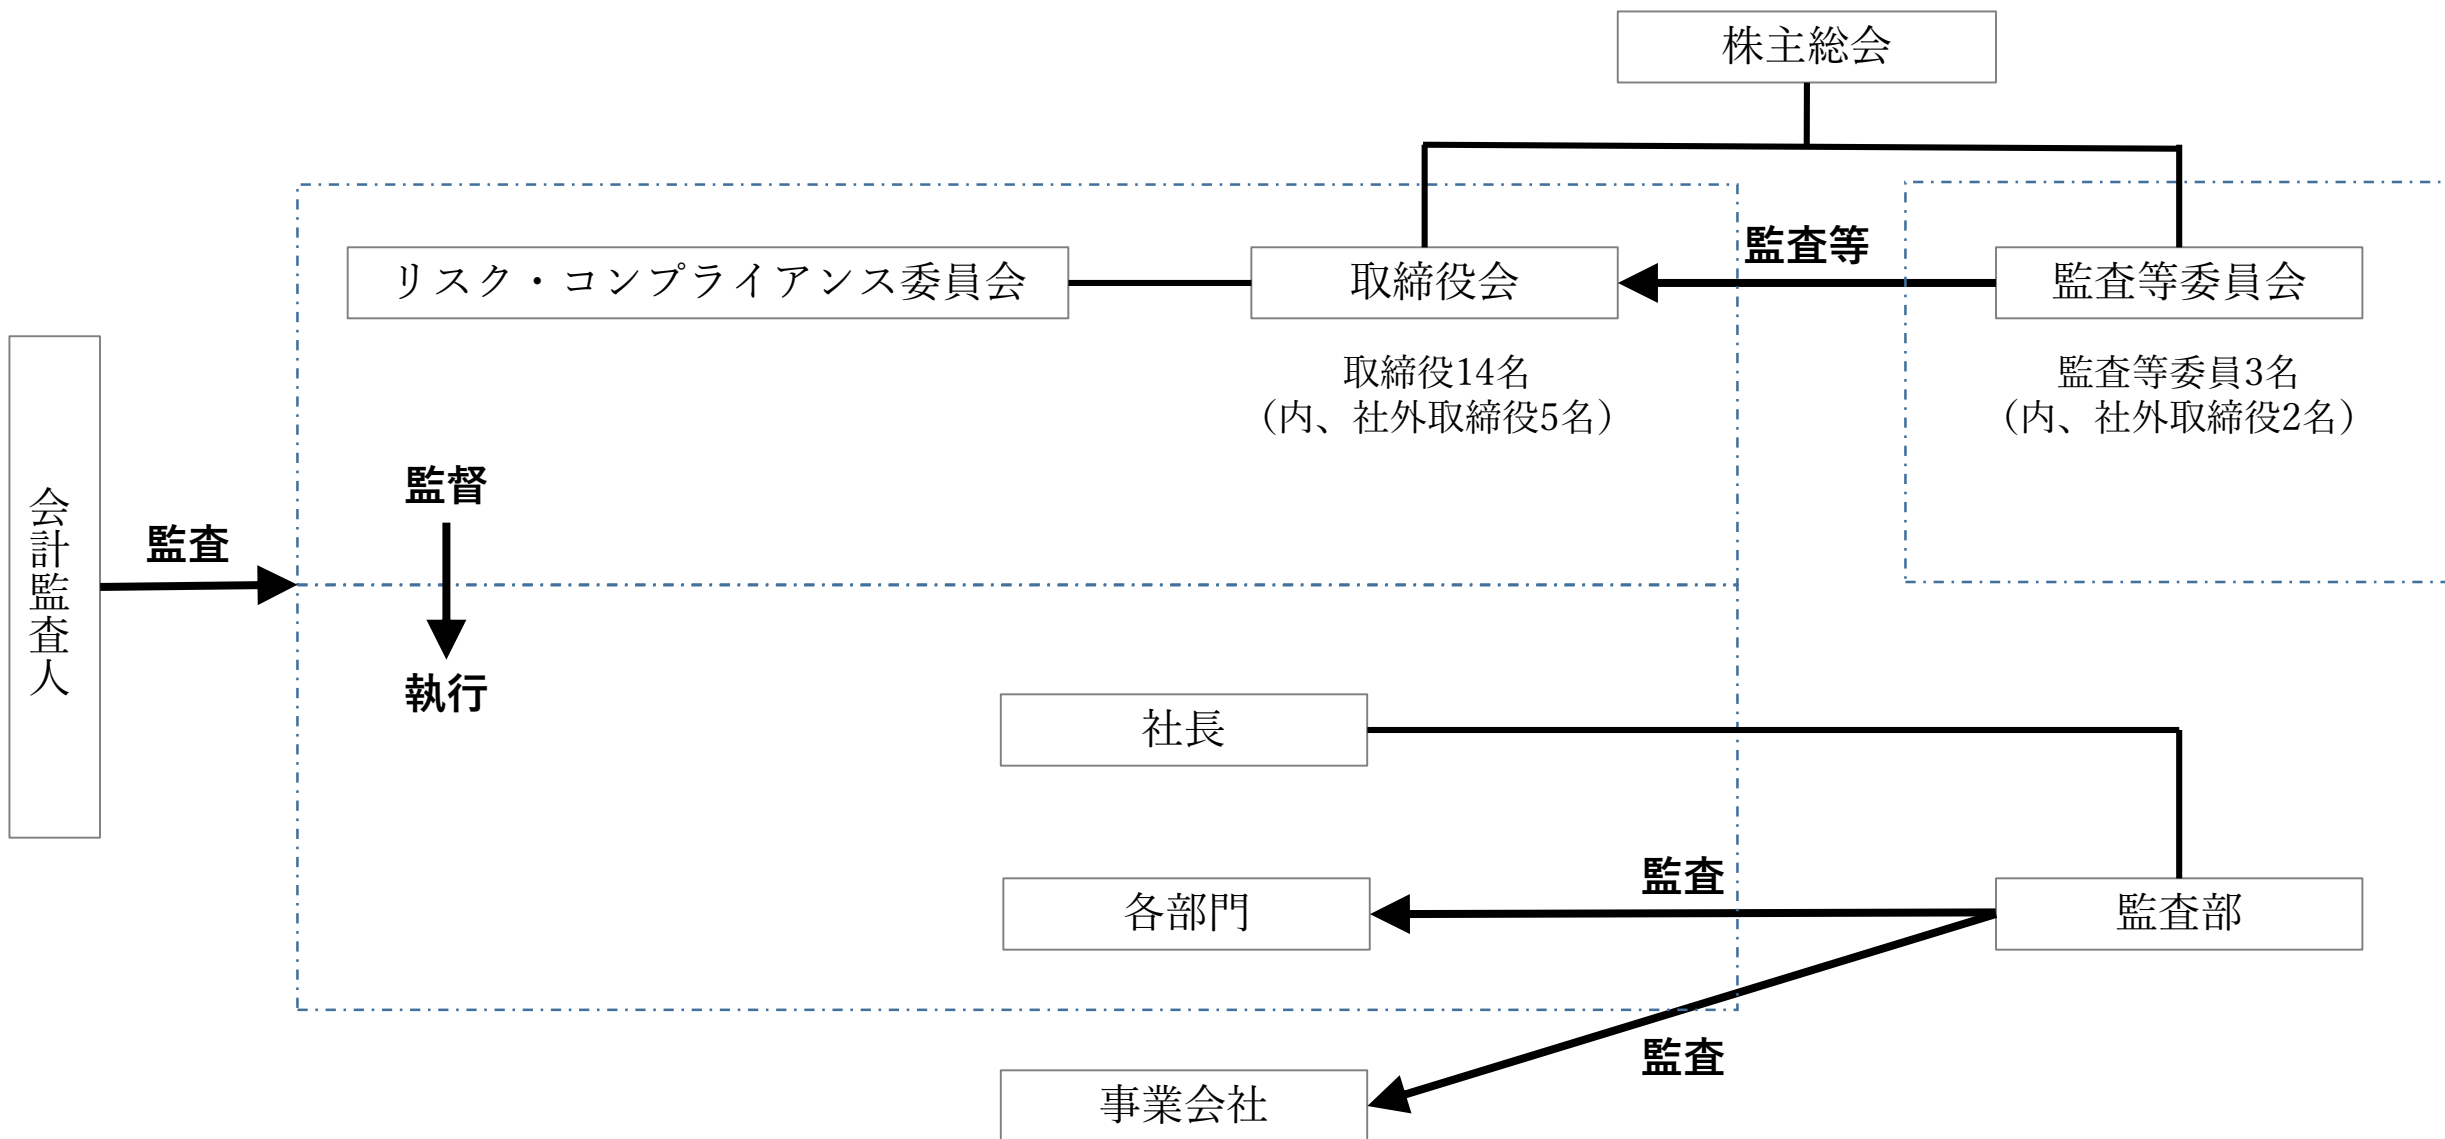 株主総会
リスク・コンプライアンス委員会
取締役会
監査等
監査等委員会
取締役14名
（内、社外取締役5名）
監査等委員3名
（内、社外取締役2名）
会計監査人
監査
監督
執行
社長
各部門
監査
監査部
監査
事業会社